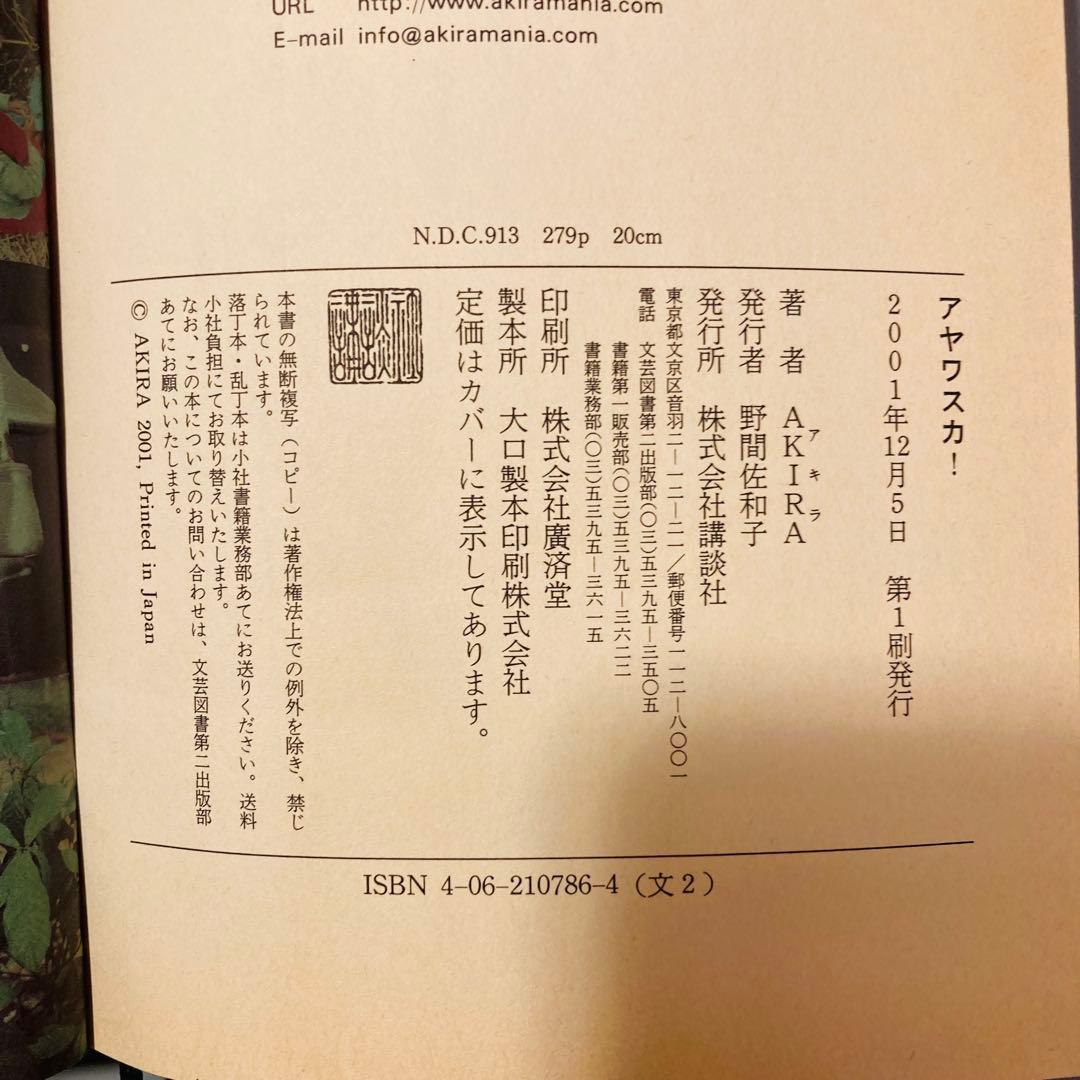 URL http://www.akiramania.com
E-mail info@akiramania.com
N.D.C.913 279p 20cm
アヤワスカ!
2001年12月5日 第1刷発行
著 者 AKIRA
アキラ
発行者 野間佐和子
発行所 株式会社講談社
東京都文京区音羽二—一二—二一/郵便番号一一二—八〇〇一
電話 文芸図書第二出版部(〇三)五三九五—三五〇五
書籍第一販売部(〇三)五三九五—三六二二
書籍業務部(〇三)五三九五—三六一五
印刷所 株式会社廣済堂
製本所 大口製本印刷株式会社
定価はカバーに表示してあります。
本書の無断複写(コピー)は著作権法上での例外を除き、禁じ
られています。
落丁本・乱丁本は小社書籍業務部あてにお送りください。送料
小社負担にてお取り替えいたします。
なお、この本についてのお問い合わせは、文芸図書第二出版部
あてにお願いいたします。
© AKIRA 2001, Printed in Japan
ISBN 4-06-210786-4(文2)